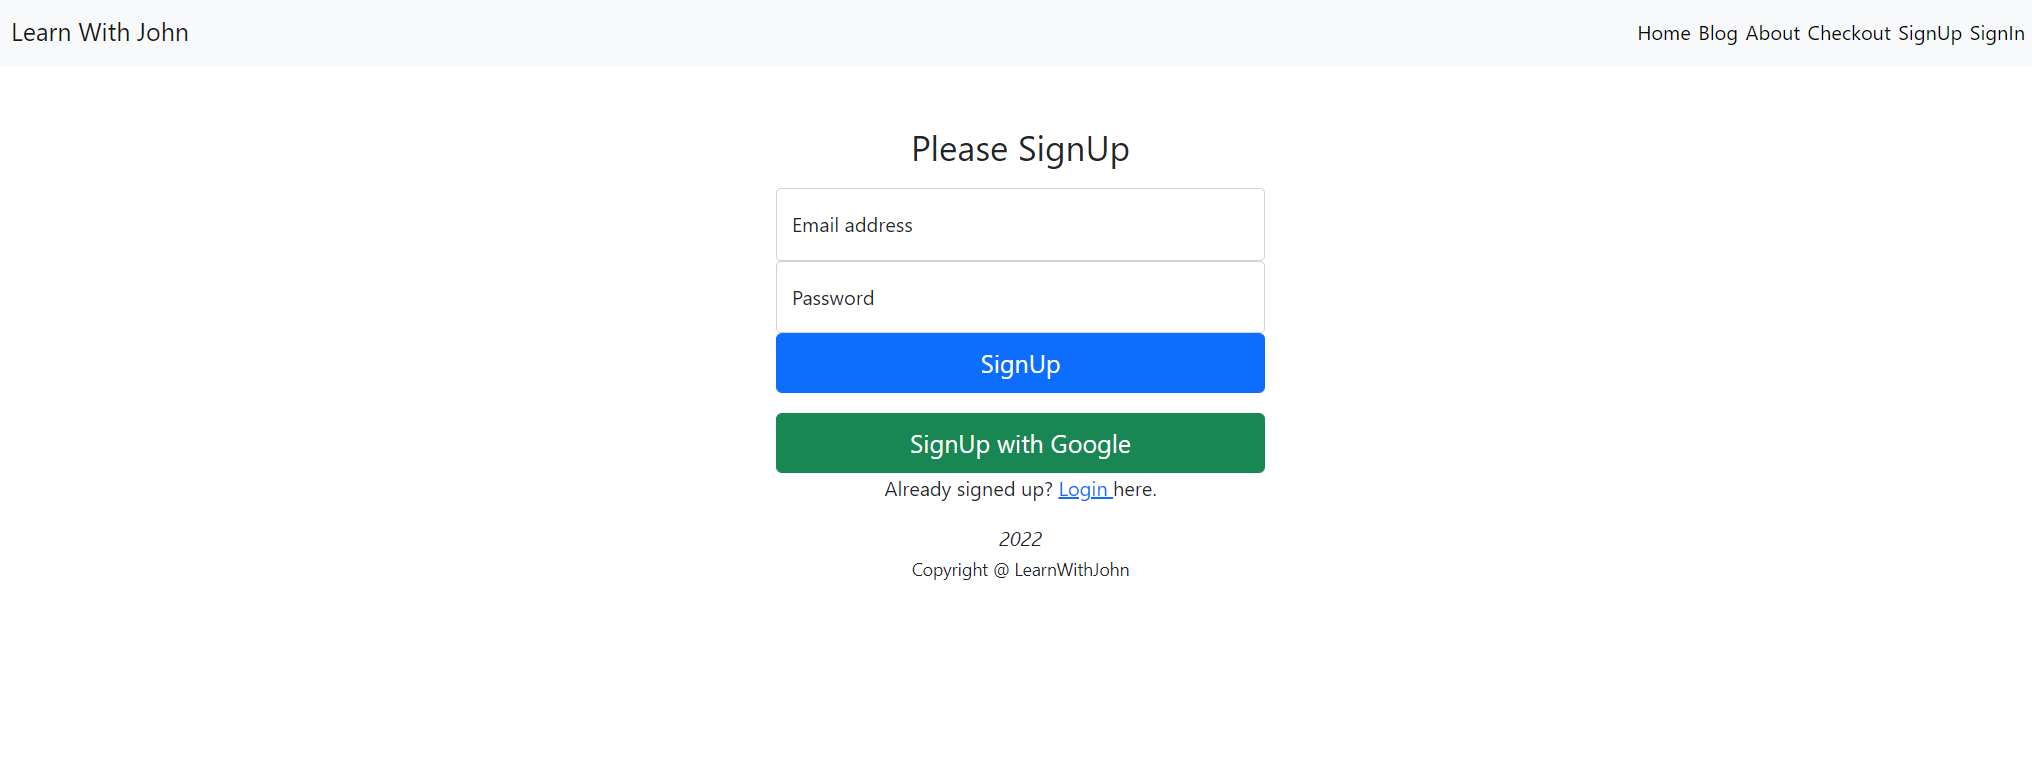 Learn With John
Home Blog About Checkout SignUp SignIn
Please SignUp
Email address
Password
SignUp
SignUp with Google
Already signed up? Login here.
2022
Copyright @ LearnWithJohn